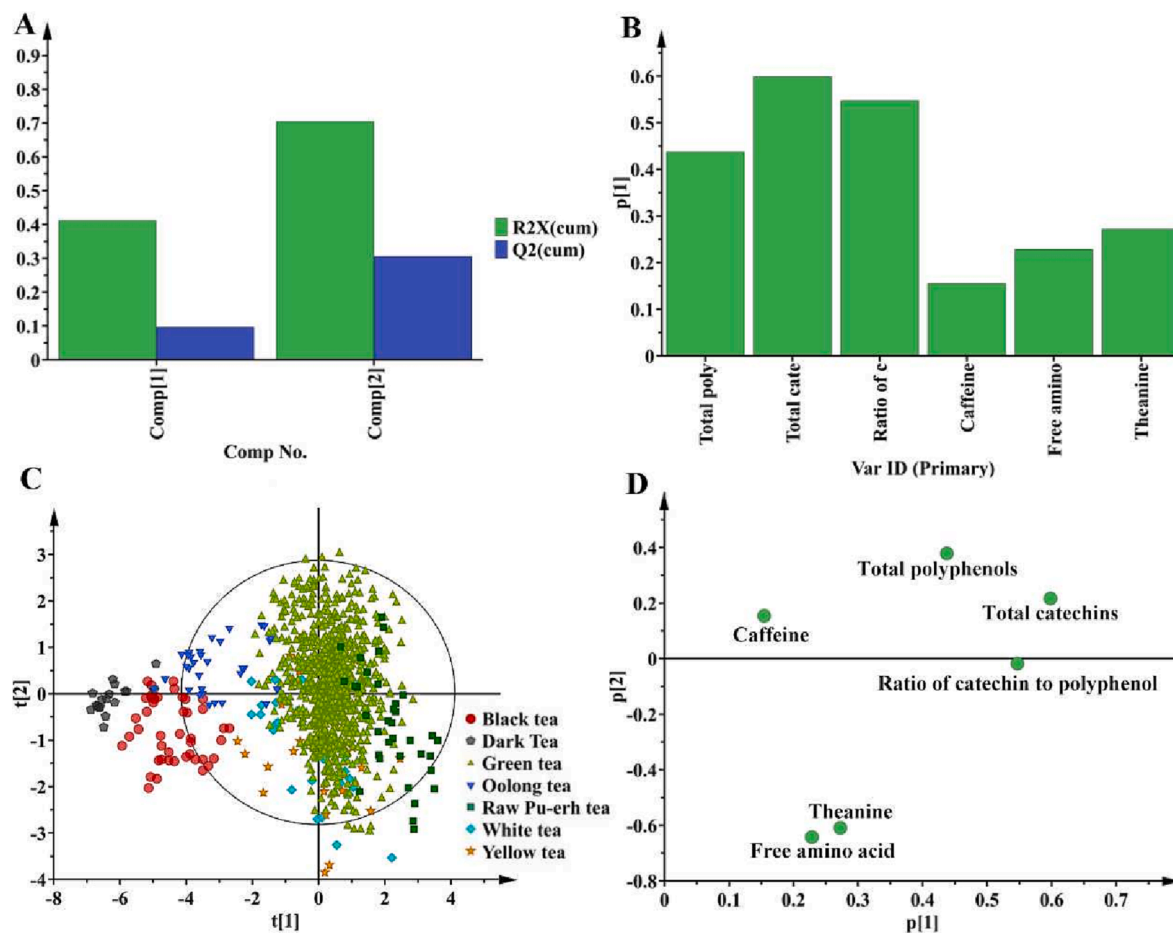 A
0.9
0.8
0.7
0.6
0.5
0.4
0.3
0.2
0.1
0
Comp[1]
Comp[2]
Comp No.
R2X(cum)
Q2(cum)
B
p[1]
0.6
0.5
0.4
0.3
0.2
0.1
0
Total poly
Total cate
Ratio of c
Caffeine
Free amino
Theanine
Var ID (Primary)
C
t[2]
3
2
1
0
-1
-2
-3
-4
-8
-6
-4
-2
0
2
4
t[1]
Black tea
Dark Tea
Green tea
Oolong tea
Raw Pu-erh tea
White tea
Yellow tea
D
p[2]
0.4
0.2
0
-0.2
-0.4
-0.6
-0.8
Total polyphenols
Total catechins
Caffeine
Ratio of catechin to polyphenol
Theanine
Free amino acid
0
0.1
0.2
0.3
0.4
0.5
0.6
0.7
p[1]